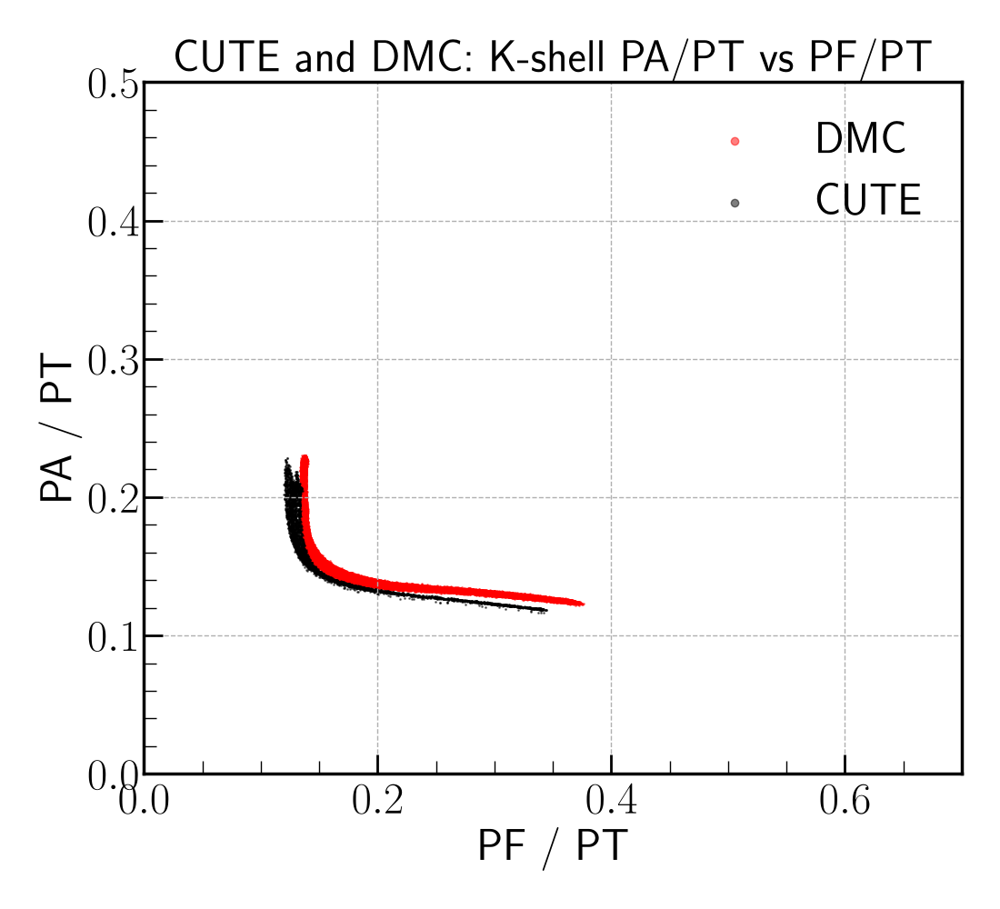 CUTE and DMC: K-shell PA/PT vs PF/PT
0.5
DMC
CUTE
0.4
0.3
PA / PT
0.2
0.1
0.0
0.0 0.2 0.4 0.6
PF / PT